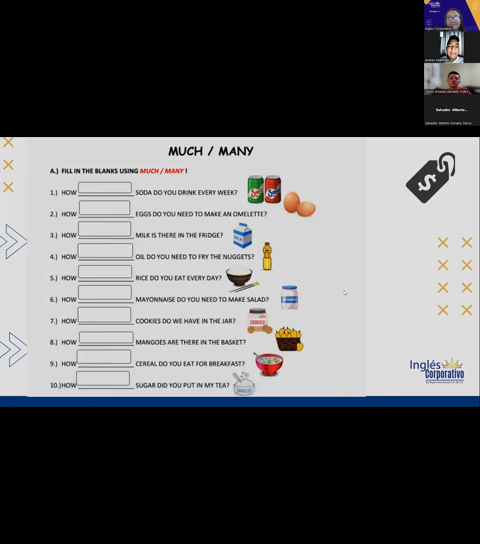 Inglés Corporativo
Salvador Alberto...
MUCH / MANY
A.) FILL IN THE BLANKS USING MUCH / MANY !
1.) HOW SODA DO YOU DRINK EVERY WEEK?
2.) HOW EGGS DO YOU NEED TO MAKE AN OMELETTE?
3.) HOW MILK IS THERE IN THE FRIDGE?
4.) HOW OIL DO YOU NEED TO FRY THE NUGGETS?
5.) HOW RICE DO YOU EAT EVERY DAY?
6.) HOW MAYONNAISE DO YOU NEED TO MAKE SALAD?
7.) HOW COOKIES DO WE HAVE IN THE JAR?
8.) HOW MANGOES ARE THERE IN THE BASKET?
9.) HOW CEREAL DO YOU EAT FOR BREAKFAST?
10.)HOW SUGAR DID YOU PUT IN MY TEA?
Inglés
Corporativo